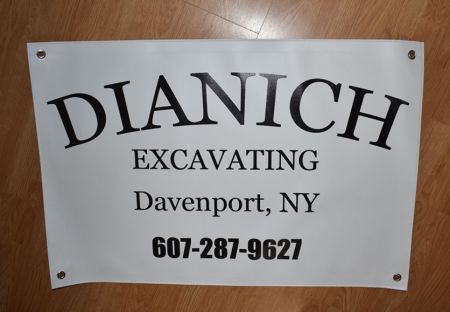 DIANICH
EXCAVATING
Davenport, NY
607-287-9627